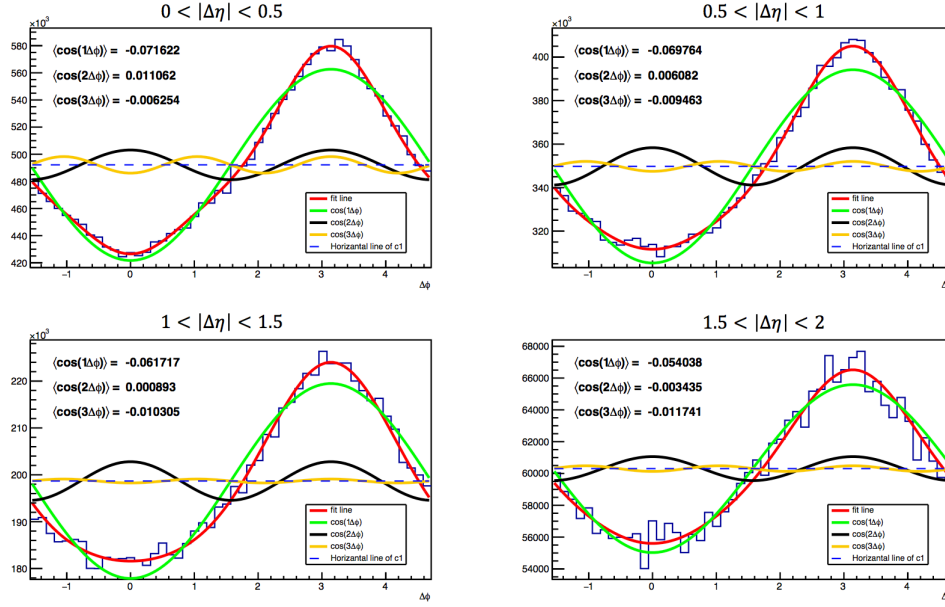 0 < |Δη| < 0.5
×10³
⟨cos(1Δφ)⟩ = -0.071622
⟨cos(2Δφ)⟩ = 0.011062
⟨cos(3Δφ)⟩ = -0.006254
580
560
540
520
500
480
460
440
420
fit line
cos(1Δφ)
cos(2Δφ)
cos(3Δφ)
Horizantal line of c1
−1 0 1 2 3 4
Δφ
0.5 < |Δη| < 1
×10³
⟨cos(1Δφ)⟩ = -0.069764
⟨cos(2Δφ)⟩ = 0.006082
⟨cos(3Δφ)⟩ = -0.009463
400
380
360
340
320
fit line
cos(1Δφ)
cos(2Δφ)
cos(3Δφ)
Horizantal line of c1
−1 0 1 2 3 4
1 < |Δη| < 1.5
×10³
⟨cos(1Δφ)⟩ = -0.061717
⟨cos(2Δφ)⟩ = 0.000893
⟨cos(3Δφ)⟩ = -0.010305
220
210
200
190
180
fit line
cos(1Δφ)
cos(2Δφ)
cos(3Δφ)
Horizantal line of c1
−1 0 1 2 3 4
Δφ
1.5 < |Δη| < 2
⟨cos(1Δφ)⟩ = -0.054038
⟨cos(2Δφ)⟩ = -0.003435
⟨cos(3Δφ)⟩ = -0.011741
68000
66000
64000
62000
60000
58000
56000
54000
fit line
cos(1Δφ)
cos(2Δφ)
cos(3Δφ)
Horizantal line of c1
−1 0 1 2 3 4